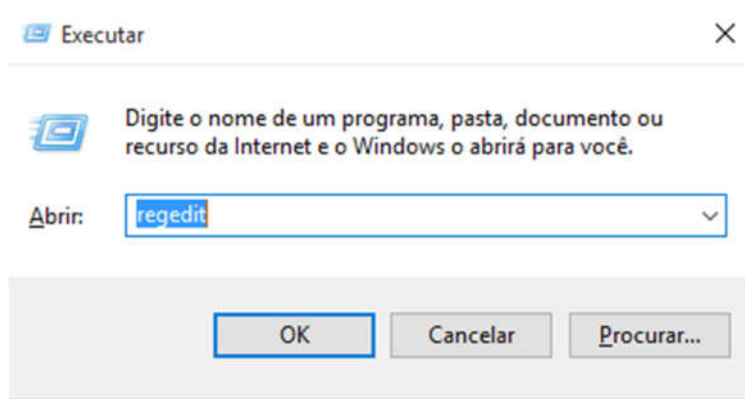 Executar
Digite o nome de um programa, pasta, documento ou
recurso da Internet e o Windows o abrirá para você.
Abrir: regedit
OK Cancelar Procurar...